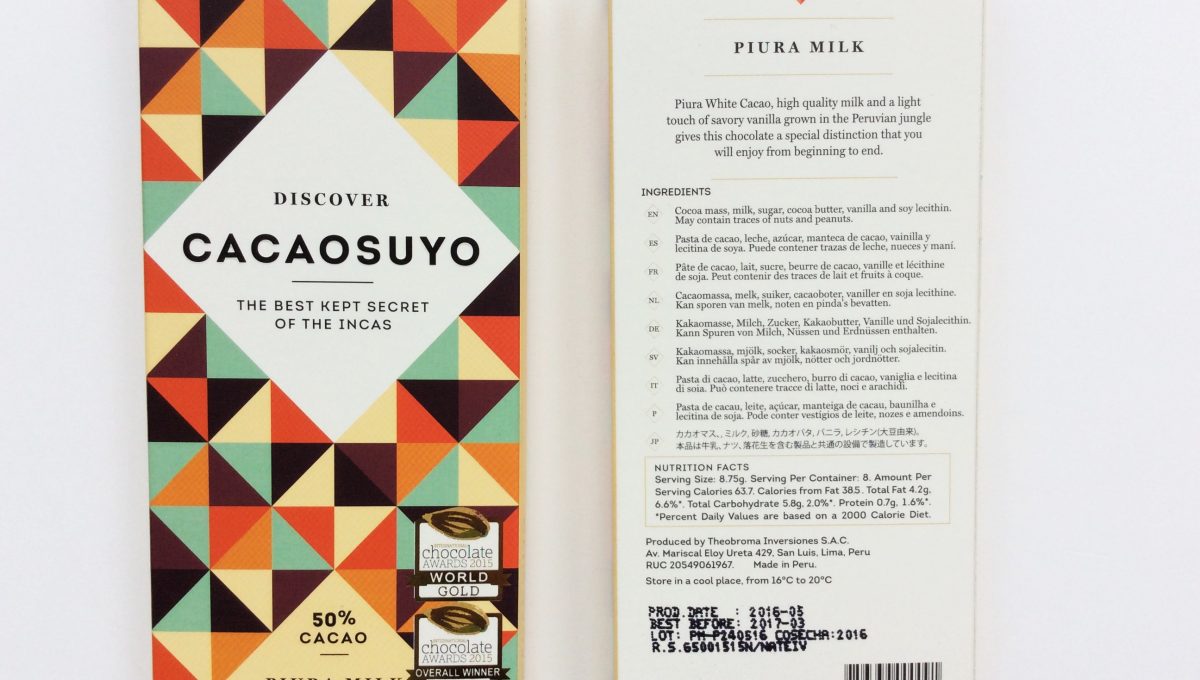 DISCOVER
CACAOSUYO
THE BEST KEPT SECRET
OF THE INCAS
50%
CACAO
PIURA MILK
INTERNATIONAL
chocolate
AWARDS 2015
WORLD
GOLD
INTERNATIONAL
chocolate
AWARDS 2015
OVERALL WINNER
PIURA MILK
Piura White Cacao, high quality milk and a light
touch of savory vanilla grown in the Peruvian jungle
gives this chocolate a special distinction that you
will enjoy from beginning to end.
INGREDIENTS
EN Cocoa mass, milk, sugar, cocoa butter, vanilla and soy lecithin.
May contain traces of nuts and peanuts.
ES Pasta de cacao, leche, azúcar, manteca de cacao, vainilla y
lecitina de soya. Puede contener trazas de leche, nueces y maní.
FR Pâte de cacao, lait, sucre, beurre de cacao, vanille et lécithine
de soja. Peut contenir des traces de lait et fruits à coque.
NL Cacaomassa, melk, suiker, cacaoboter, vaniller en soja lecithine.
Kan sporen van melk, noten en pinda's bevatten.
DE Kakaomasse, Milch, Zucker, Kakaobutter, Vanille und Sojalecithin.
Kann Spuren von Milch, Nüssen und Erdnüssen enthalten.
SV Kakaomassa, mjölk, socker, kakaosmör, vanilj och sojalecitin.
Kan innehålla spår av mjölk, nötter och jordnötter.
IT Pasta di cacao, latte, zucchero, burro di cacao, vaniglia e lecitina
di soia. Può contenere tracce di latte, noci e arachidi.
P Pasta de cacau, leite, açúcar, manteiga de cacau, baunilha e
lecitina de soja. Pode conter vestígios de leite, nozes e amendoins.
JP カカオマス、, ミルク, 砂糖, カカオバタ, バニラ, レシチン(大豆由来)。
本品は牛乳、ナツ、落花生を含む製品と共通の設備で製造しています。
NUTRITION FACTS
Serving Size: 8.75g. Serving Per Container: 8. Amount Per
Serving Calories 63.7. Calories from Fat 38.5. Total Fat 4.2g,
6.6%*. Total Carbohydrate 5.8g, 2.0%*. Protein 0.7g, 1.6%*.
*Percent Daily Values are based on a 2000 Calorie Diet.
Produced by Theobroma Inversiones S.A.C.
Av. Mariscal Eloy Ureta 429, San Luis, Lima, Peru
RUC 20549061967. Made in Peru.
Store in a cool place, from 16°C to 20°C
PROD.DATE : 2016-05
BEST BEFORE: 2017-03
LOT: PM-P240516 COSECHA:2016
R.S.6500151SN/NATEIV